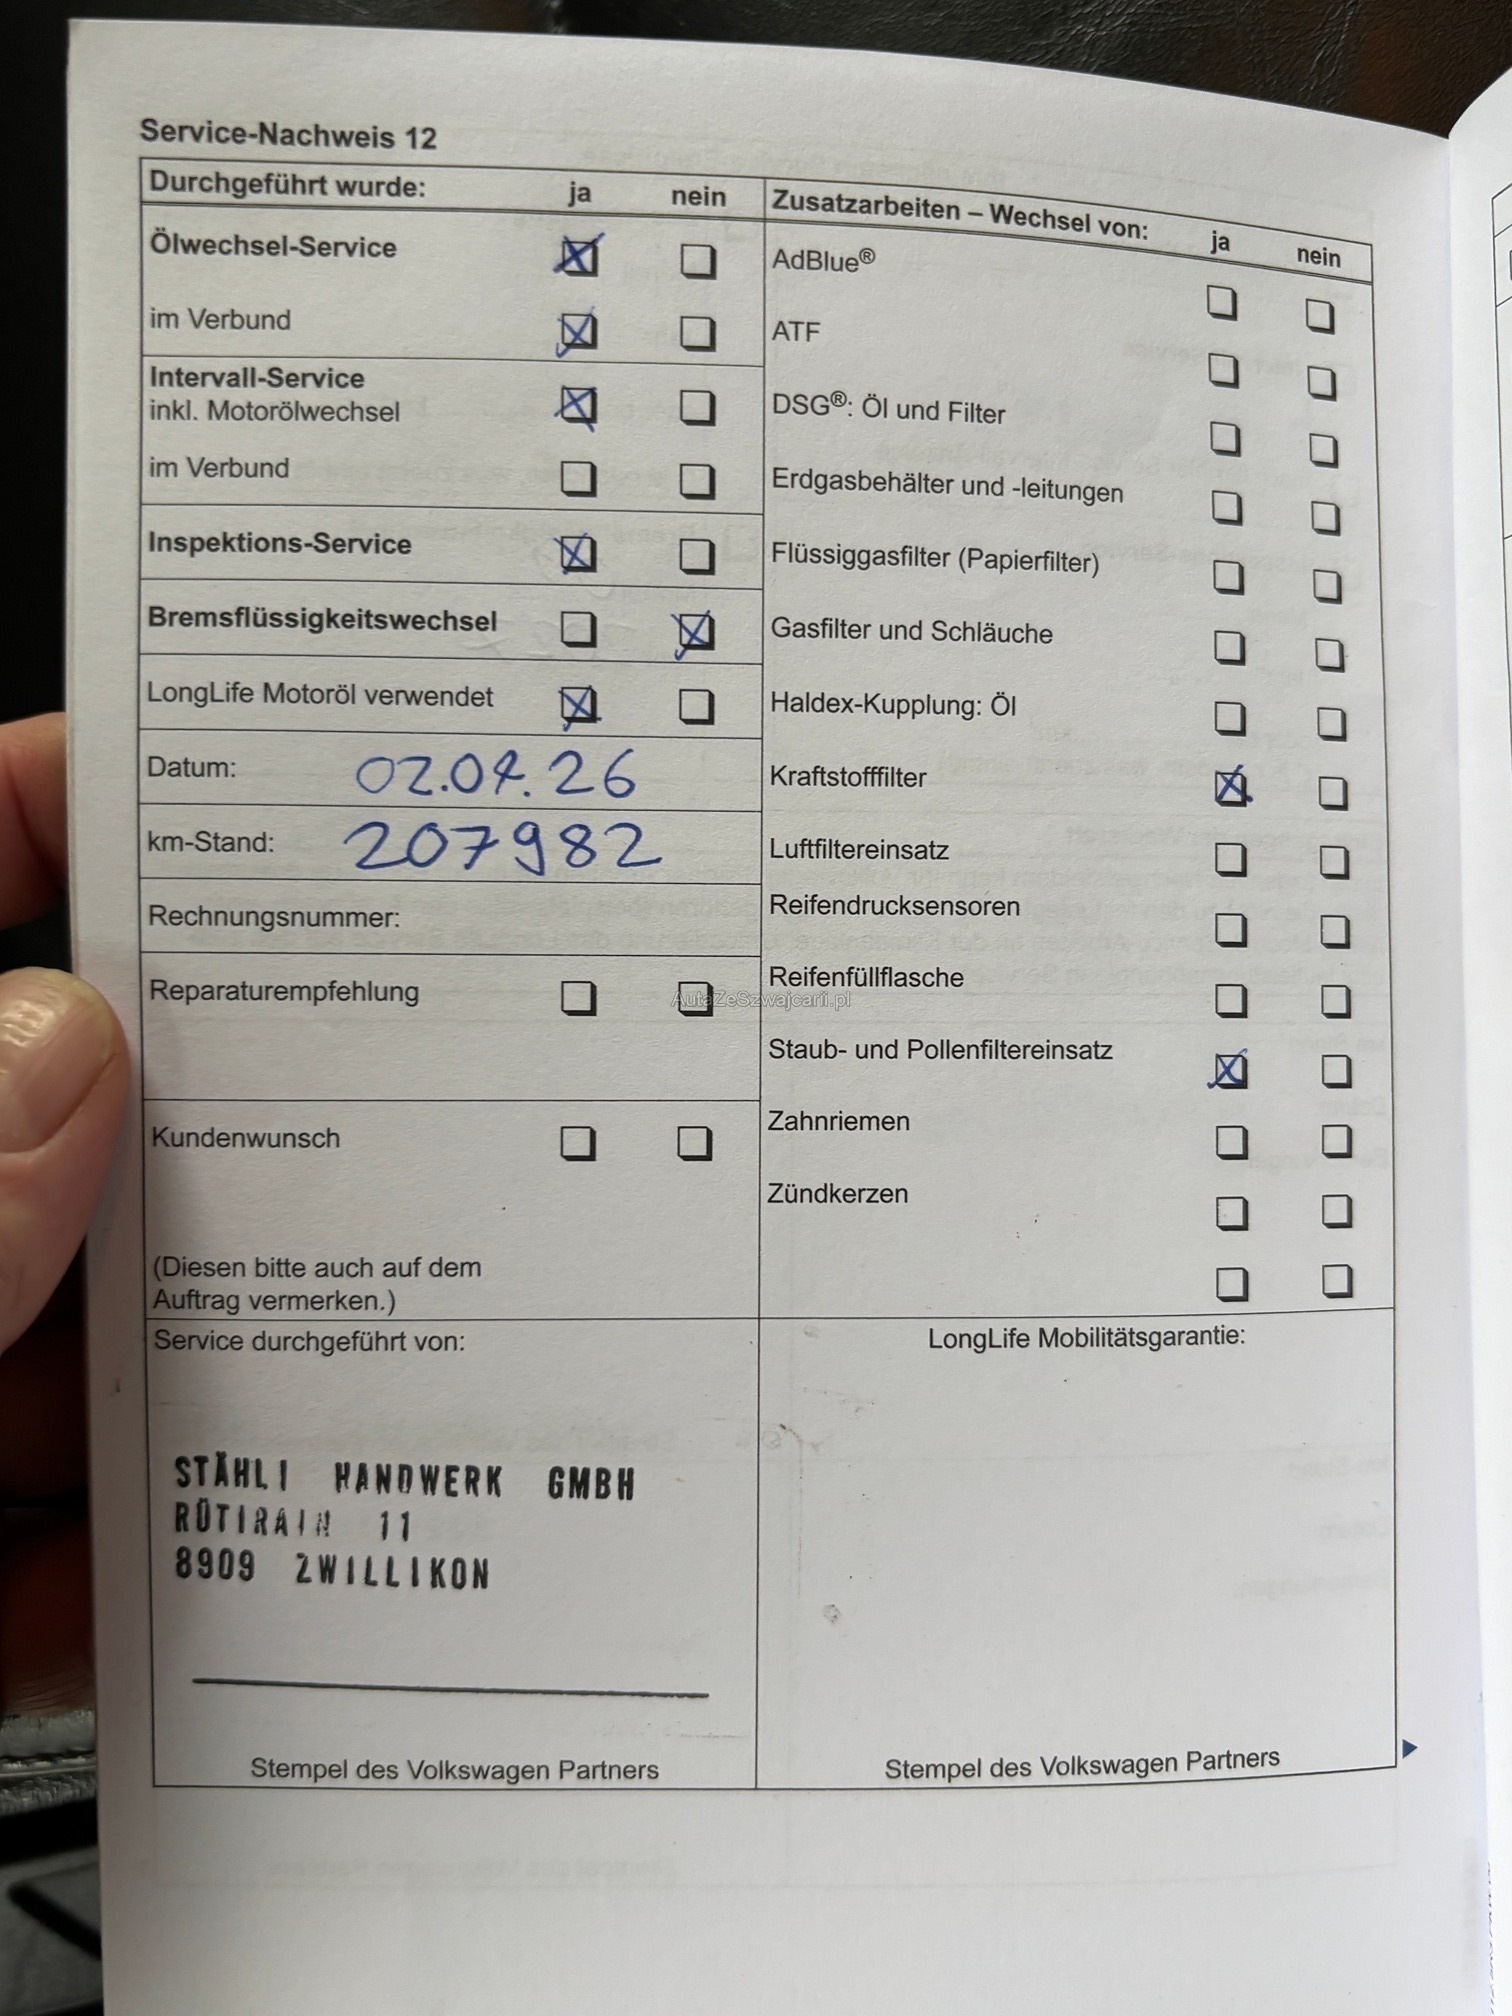 Service-Nachweis 12
Durchgeführt wurde: ja nein
Ölwechsel-Service
im Verbund
Intervall-Service
inkl. Motorölwechsel
im Verbund
Inspektions-Service
Bremsflüssigkeitswechsel
LongLife Motoröl verwendet
Datum: 02.04.26
km-Stand: 207982
Rechnungsnummer:
Reparaturempfehlung
Kundenwunsch
(Diesen bitte auch auf dem
Auftrag vermerken.)
Zusatzarbeiten – Wechsel von: ja nein
AdBlue®
ATF
DSG®: Öl und Filter
Erdgasbehälter und -leitungen
Flüssiggasfilter (Papierfilter)
Gasfilter und Schläuche
Haldex-Kupplung: Öl
Kraftstofffilter
Luftfiltereinsatz
Reifendrucksensoren
Reifenfüllflasche
Staub- und Pollenfiltereinsatz
Zahnriemen
Zündkerzen
AutaZeSzwajcarii.pl
Service durchgeführt von:
STÄHLI HANDWERK GMBH
RÜTIRAIN 11
8909 ZWILLIKON
Stempel des Volkswagen Partners
LongLife Mobilitätsgarantie:
Stempel des Volkswagen Partners